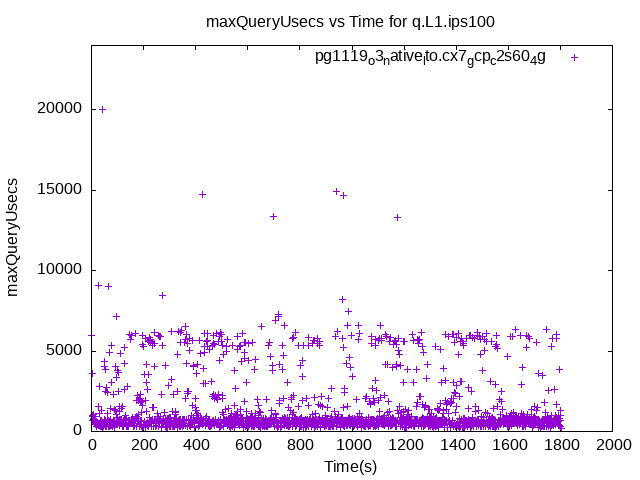 maxQueryUsecs vs Time for q.L1.ips100
pg1119o3native_lto.cx7gcpc2s604g
20000
15000
10000
5000
0
maxQueryUsecs
0 200 400 600 800 1000 1200 1400 1600 1800 2000
Time(s)